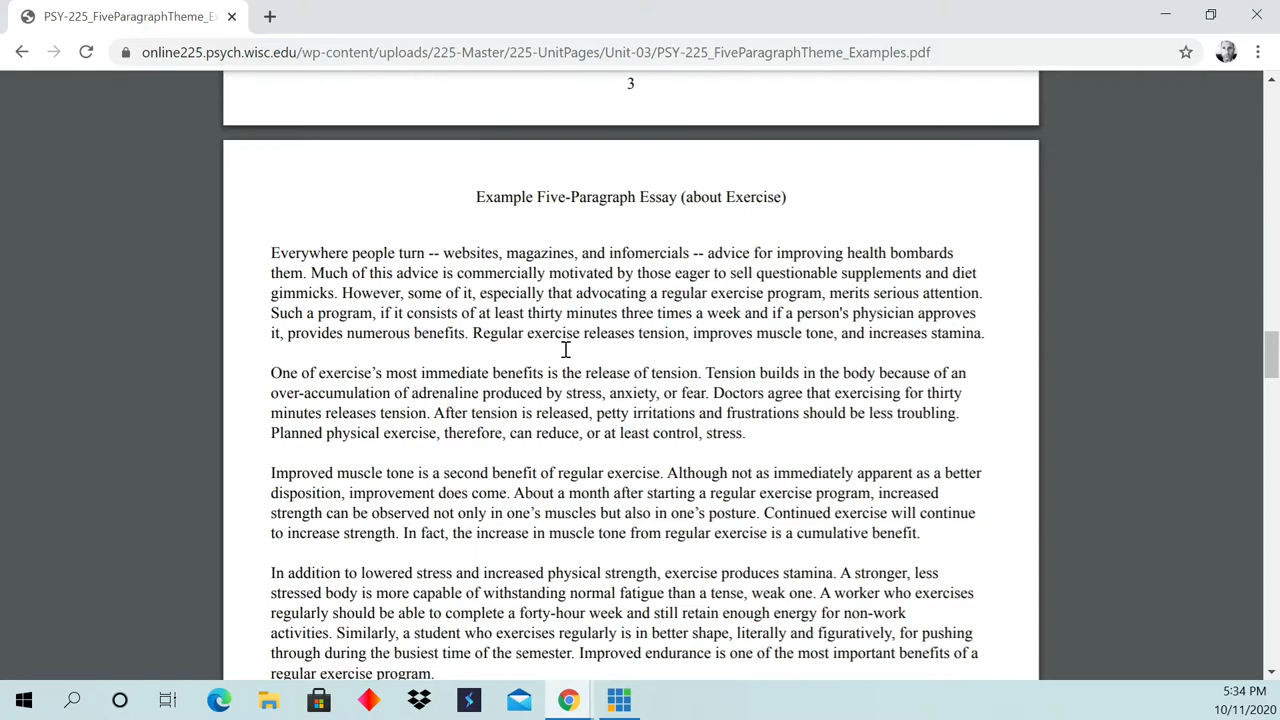 PSY-225_FiveParagraphTheme_E
online225.psych.wisc.edu/wp-content/uploads/225-Master/225-UnitPages/Unit-03/PSY-225_FiveParagraphTheme_Examples.pdf
3
Example Five-Paragraph Essay (about Exercise)
Everywhere people turn -- websites, magazines, and infomercials -- advice for improving health bombards
them. Much of this advice is commercially motivated by those eager to sell questionable supplements and diet
gimmicks. However, some of it, especially that advocating a regular exercise program, merits serious attention.
Such a program, if it consists of at least thirty minutes three times a week and if a person's physician approves
it, provides numerous benefits. Regular exercise releases tension, improves muscle tone, and increases stamina.
One of exercise’s most immediate benefits is the release of tension. Tension builds in the body because of an
over-accumulation of adrenaline produced by stress, anxiety, or fear. Doctors agree that exercising for thirty
minutes releases tension. After tension is released, petty irritations and frustrations should be less troubling.
Planned physical exercise, therefore, can reduce, or at least control, stress.
Improved muscle tone is a second benefit of regular exercise. Although not as immediately apparent as a better
disposition, improvement does come. About a month after starting a regular exercise program, increased
strength can be observed not only in one’s muscles but also in one’s posture. Continued exercise will continue
to increase strength. In fact, the increase in muscle tone from regular exercise is a cumulative benefit.
In addition to lowered stress and increased physical strength, exercise produces stamina. A stronger, less
stressed body is more capable of withstanding normal fatigue than a tense, weak one. A worker who exercises
regularly should be able to complete a forty-hour week and still retain enough energy for non-work
activities. Similarly, a student who exercises regularly is in better shape, literally and figuratively, for pushing
through during the busiest time of the semester. Improved endurance is one of the most important benefits of a
regular exercise program.
5:34 PM
10/11/2020